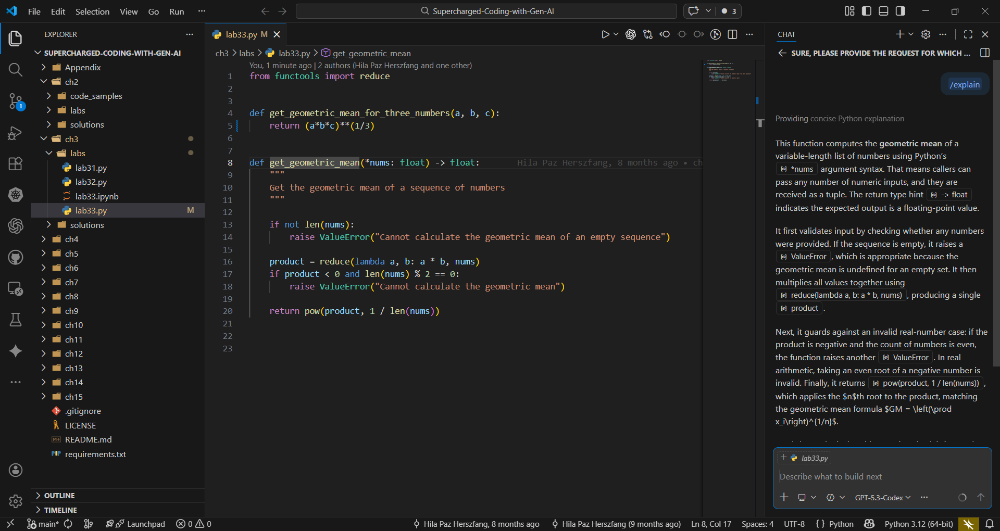 File Edit Selection View Go Run ···
Supercharged-Coding-with-Gen-AI
3
EXPLORER
SUPERCHARGED-CODING-WITH-GEN-AI
Appendix
ch2
code_samples
labs
solutions
ch3
labs
lab31.py
lab32.py
lab33.ipynb
lab33.py M
solutions
ch4
ch5
ch6
ch7
ch8
ch9
ch10
ch11
ch12
ch13
ch14
ch15
.gitignore
LICENSE
README.md
requirements.txt
OUTLINE
TIMELINE
1
lab33.py M
ch3 > labs > lab33.py > get_geometric_mean
You, 1 minute ago | 2 authors (Hila Paz Herszfang and one other)
1 from functools import reduce
2
3
4 def get_geometric_mean_for_three_numbers(a, b, c):
5 return (a*b*c)**(1/3)
6
7
8 def get_geometric_mean(*nums: float) -> float: Hila Paz Herszfang, 8 months ago • ch
9 """
10 Get the geometric mean of a sequence of numbers
11 """
12
13 if not len(nums):
14 raise ValueError("Cannot calculate the geometric mean of an empty sequence")
15
16 product = reduce(lambda a, b: a * b, nums)
17 if product < 0 and len(nums) % 2 == 0:
18 raise ValueError("Cannot calculate the geometric mean")
19
20 return pow(product, 1 / len(nums))
21
22
23
CHAT
SURE, PLEASE PROVIDE THE REQUEST FOR WHICH ...
/explain
Providing concise Python explanation
This function computes the geometric mean of a
variable-length list of numbers using Python's
*nums argument syntax. That means callers can
pass any number of numeric inputs, and they are
received as a tuple. The return type hint -> float
indicates the expected output is a floating-point value.
It first validates input by checking whether any numbers
were provided. If the sequence is empty, it raises a
ValueError , which is appropriate because the
geometric mean is undefined for an empty set. It then
multiplies all values together using
reduce(lambda a, b: a * b, nums) , producing a single
product .
Next, it guards against an invalid real-number case: if the
product is negative and the count of numbers is even,
the function raises another ValueError . In real
arithmetic, taking an even root of a negative number is
invalid. Finally, it returns pow(product, 1 / len(nums)) ,
which applies the $n$th root to the product, matching
the geometric mean formula $GM = \left(\prod
x_i\right)^{1/n}$.
lab33.py
Describe what to build next
GPT-5.3-Codex
main* Launchpad 0 0 Hila Paz Herszfang, 8 months ago Hila Paz Herszfang (9 months ago) Ln 8, Col 17 Spaces: 4 UTF-8 { } Python Python 3.12 (64-bit)